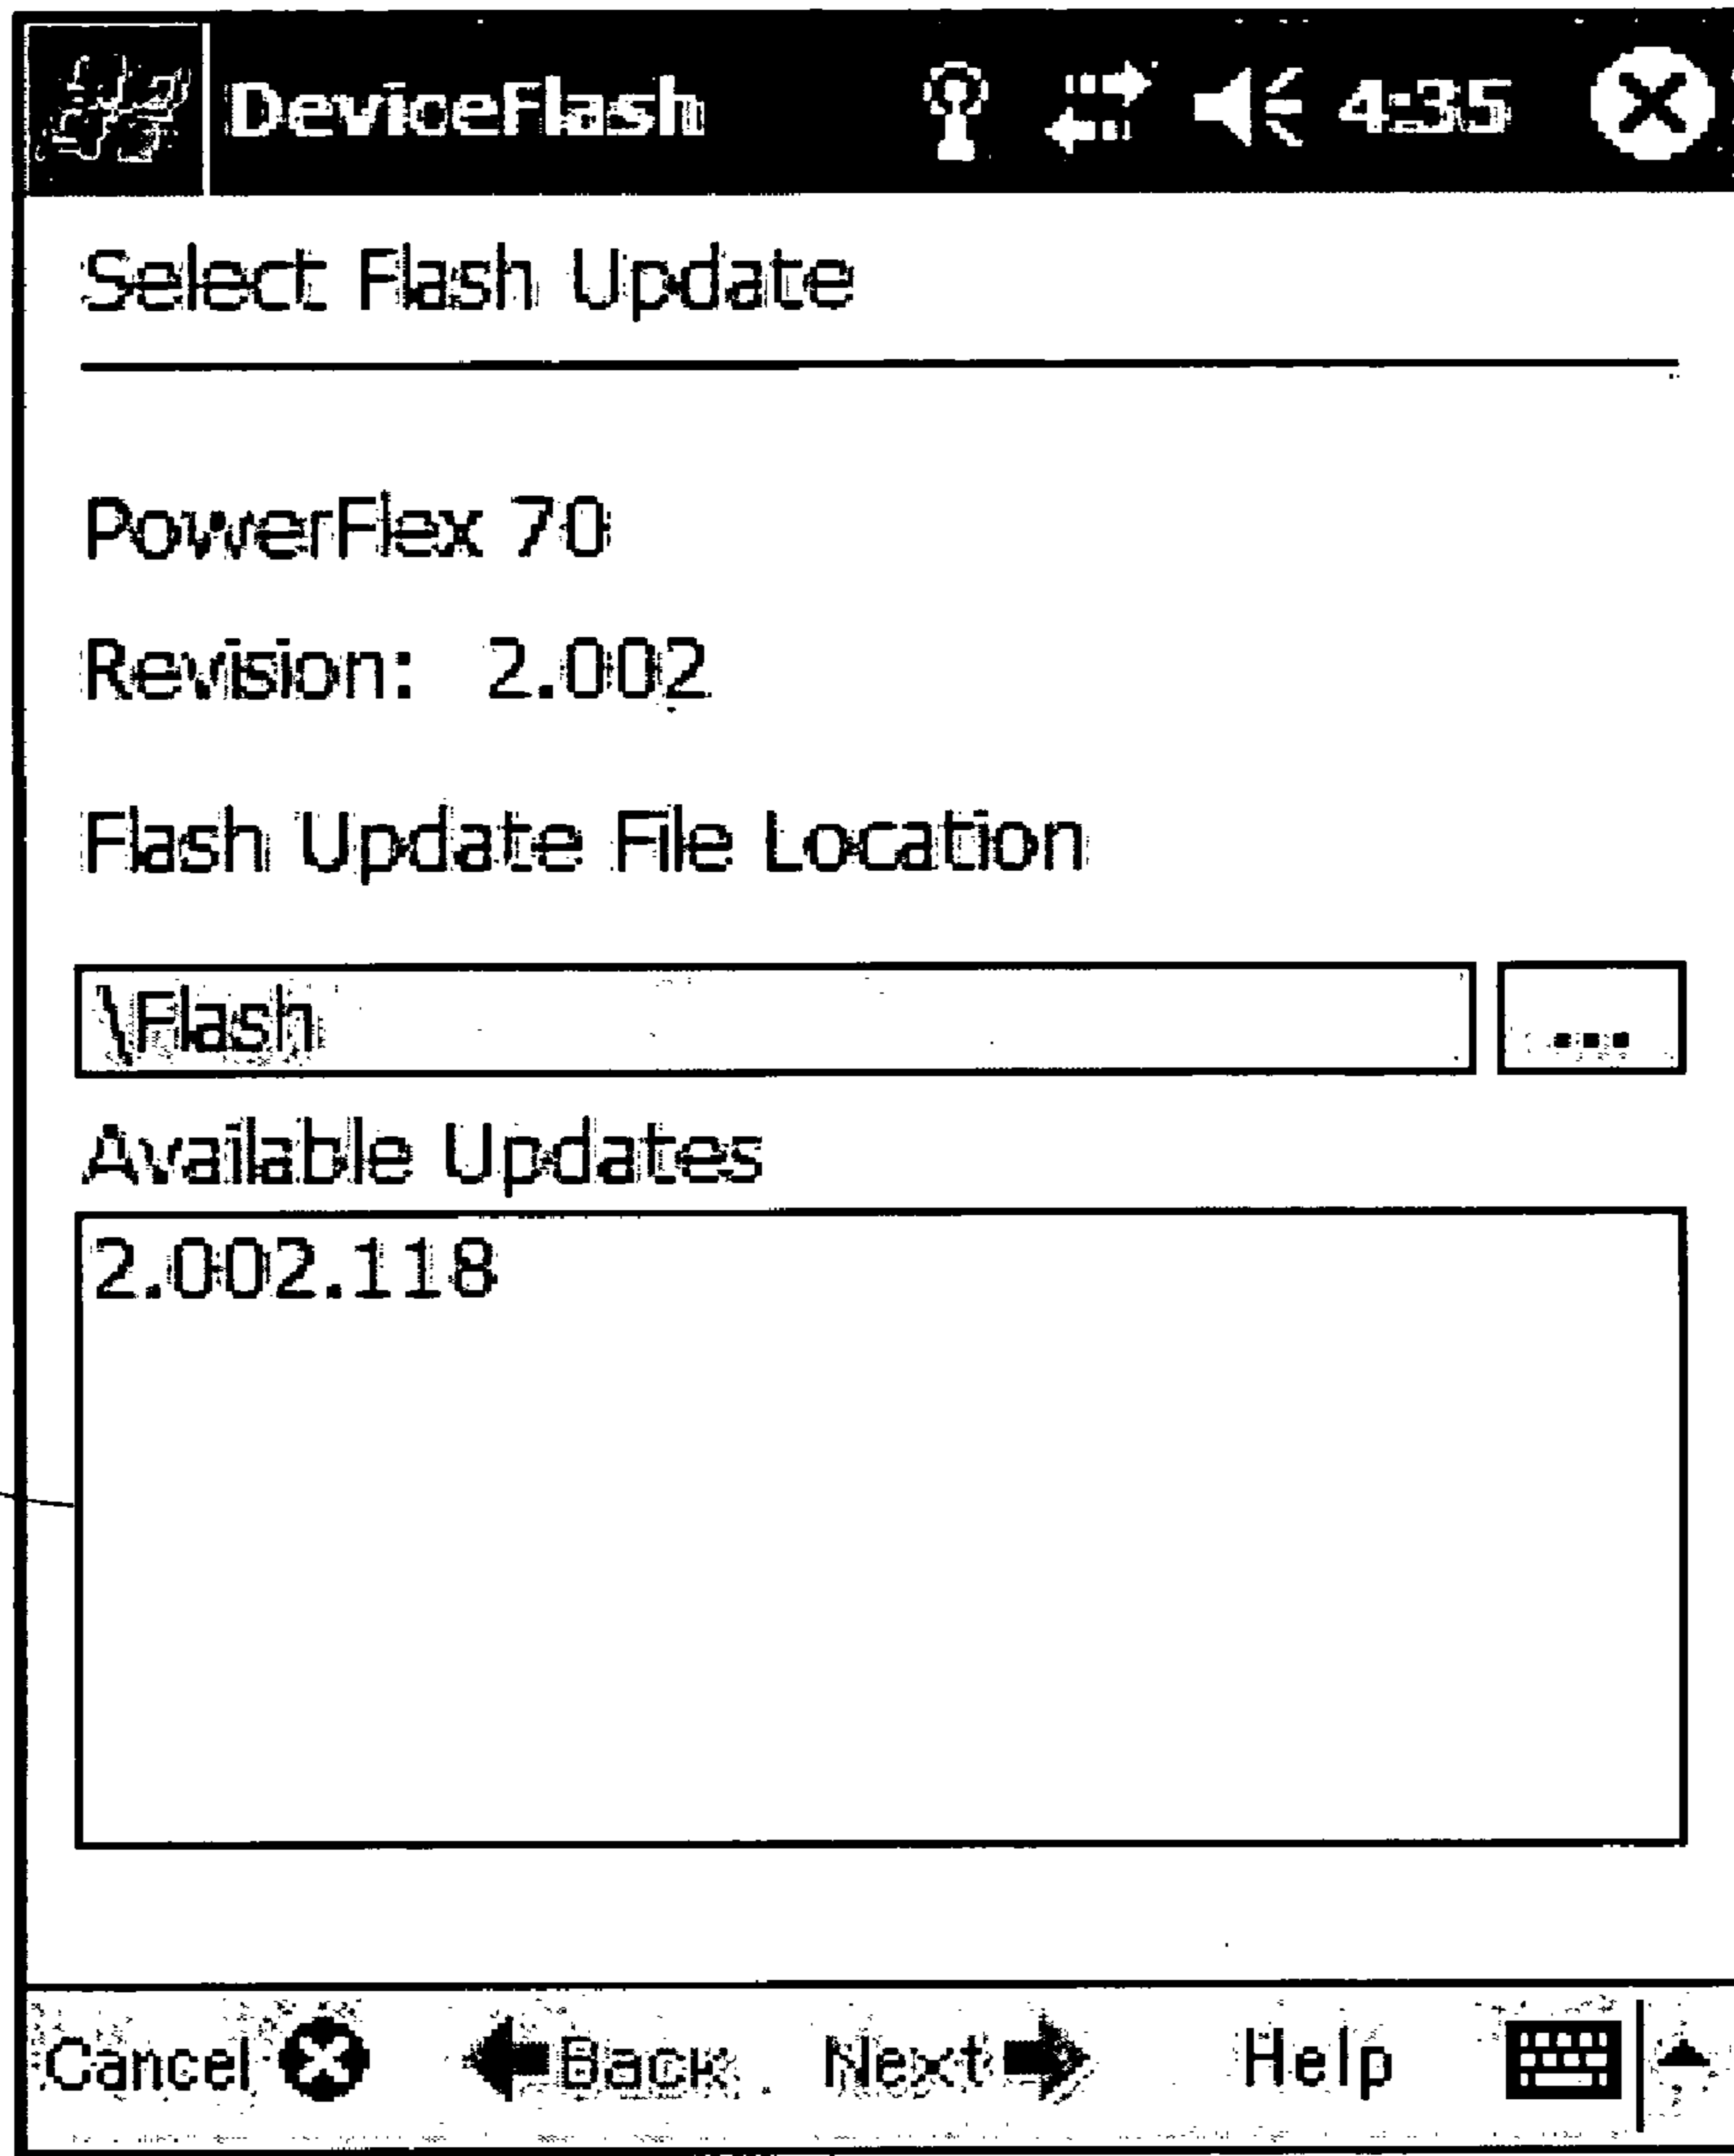 DeviceFlash 4:35
Select Flash Update
PowerFlex 70
Revision: 2.002
Flash Update File Location
\Flash ...
Available Updates
2.002.118
Cancel Back Next Help